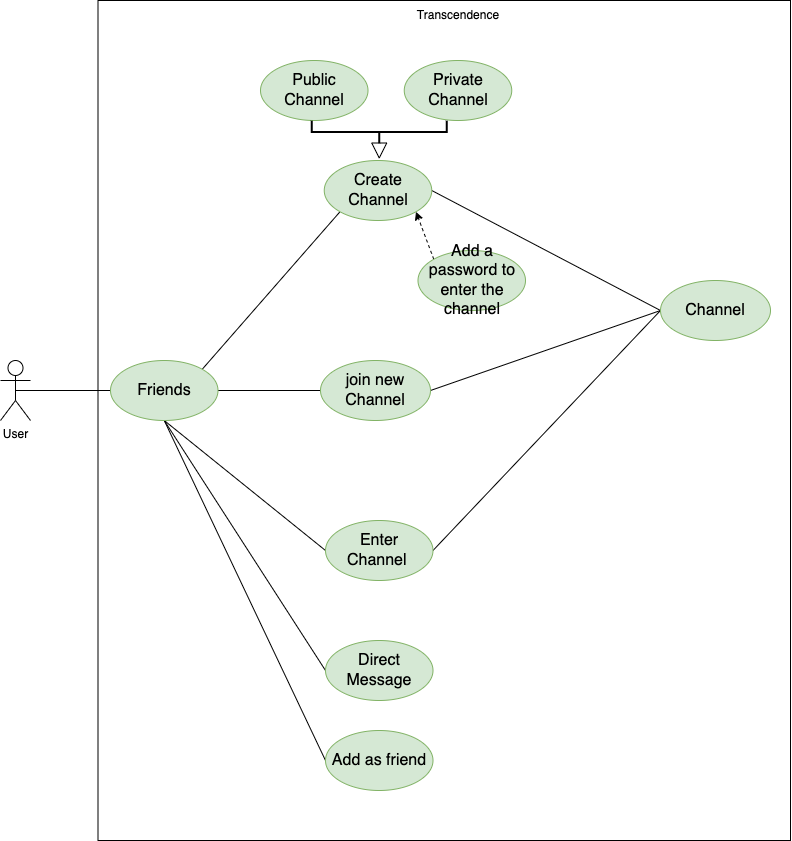 Transcendence
Public
Channel
Private
Channel
Create
Channel
Add a
password to
enter the
channel
Channel
User
Friends
join new
Channel
Enter
Channel
Direct
Message
Add as friend